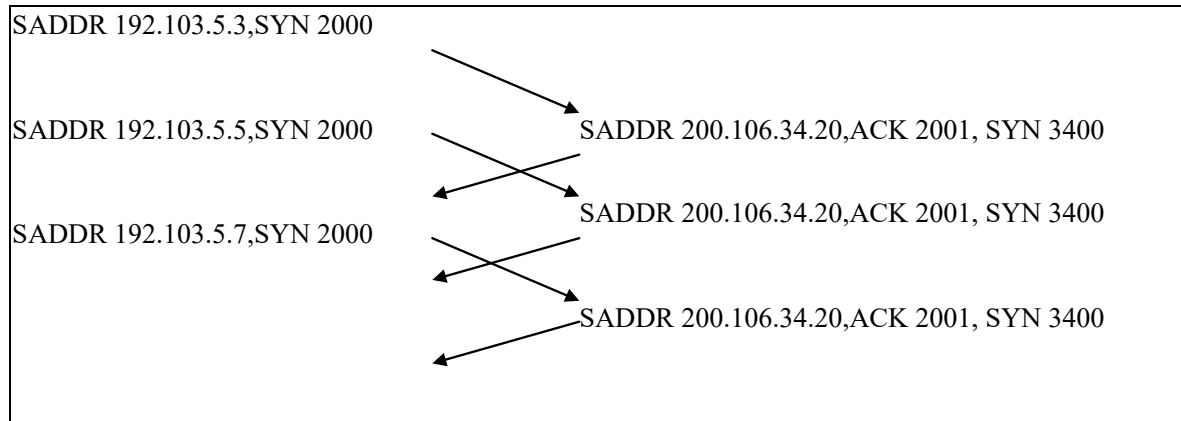 SADDR 192.103.5.3,SYN 2000
SADDR 192.103.5.5,SYN 2000
SADDR 200.106.34.20,ACK 2001, SYN 3400
SADDR 200.106.34.20,ACK 2001, SYN 3400
SADDR 192.103.5.7,SYN 2000
SADDR 200.106.34.20,ACK 2001, SYN 3400